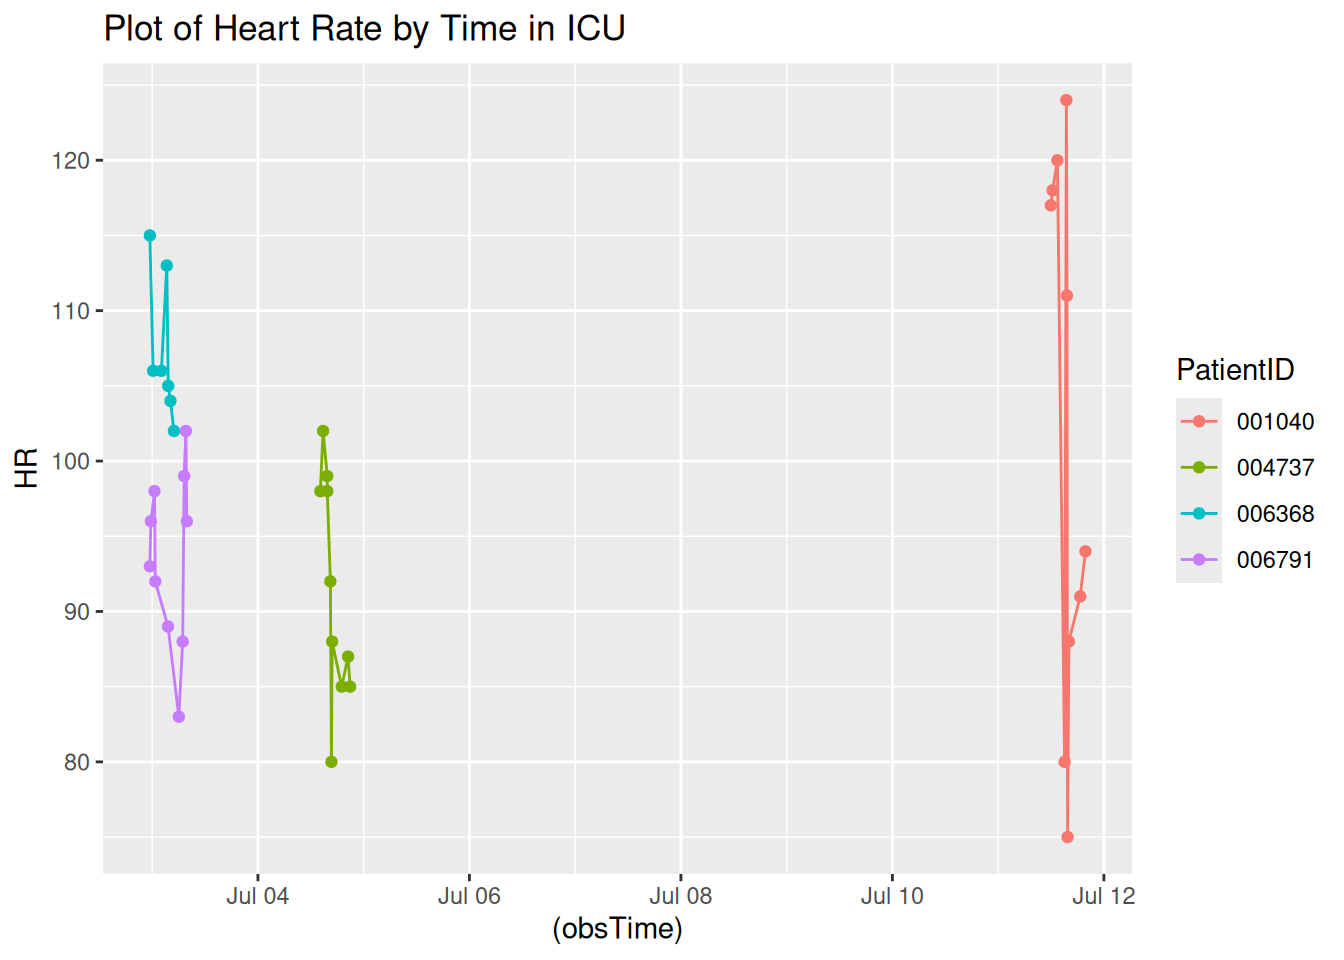 Plot of Heart Rate by Time in ICU
120
110
100
90
80
HR
Jul 04
Jul 06
Jul 08
Jul 10
Jul 12
(obsTime)
PatientID
001040
004737
006368
006791